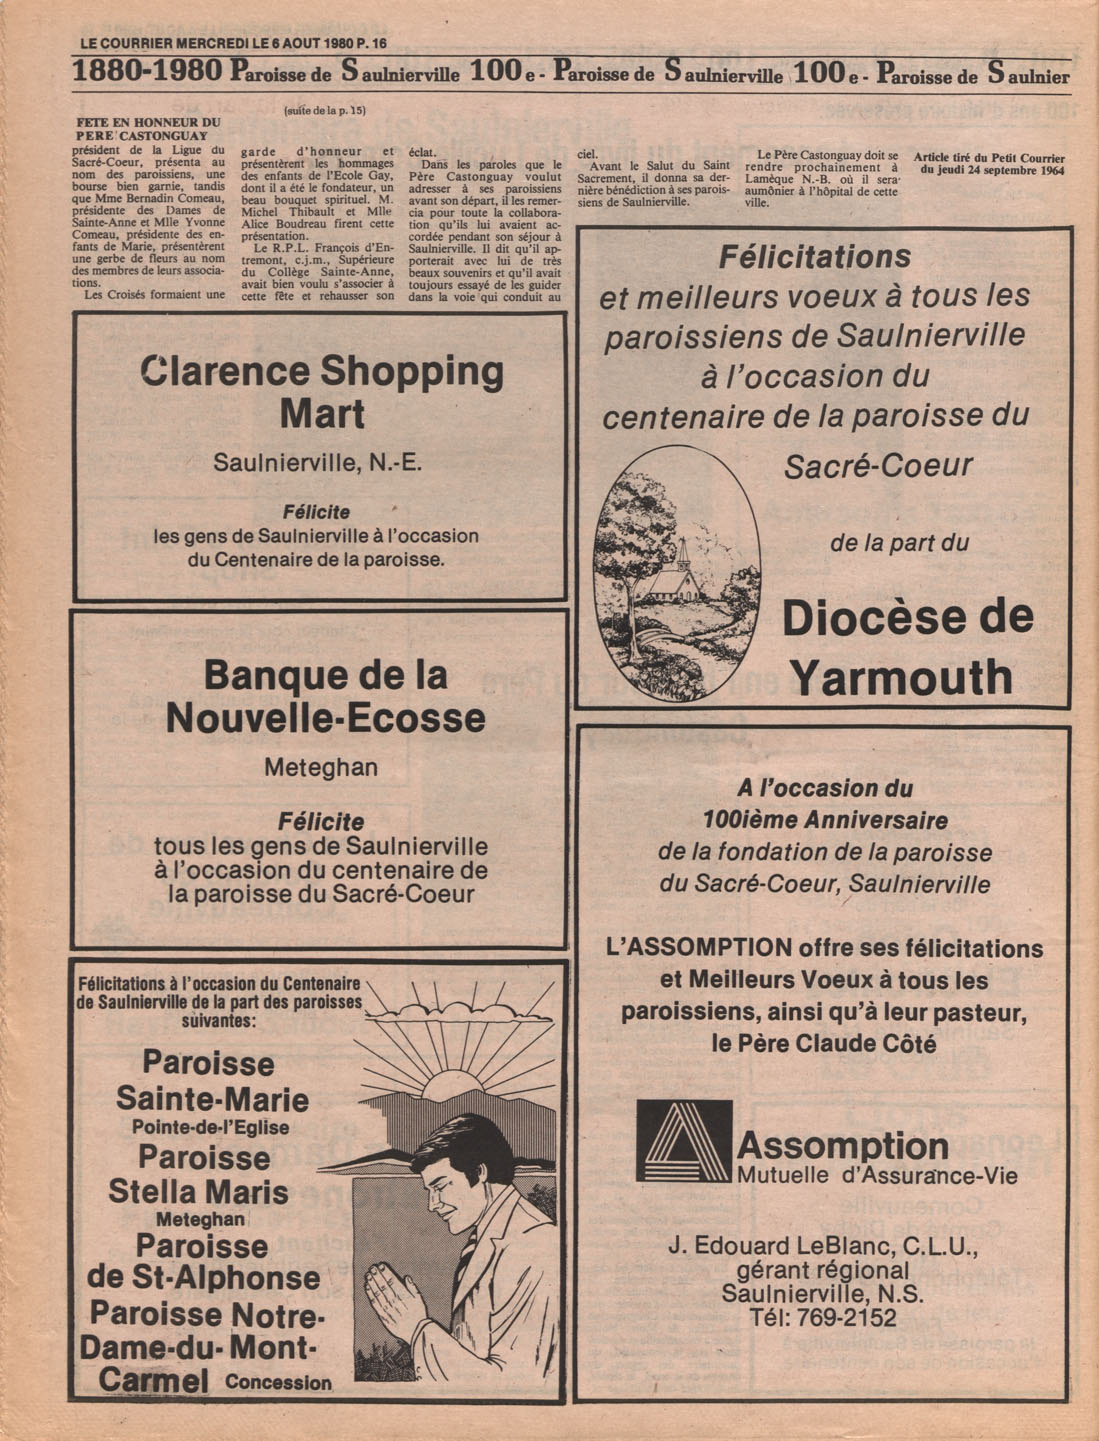 LE COURRIER MERCREDI LE 6 AOUT 1980 P. 16
1880-1980 Paroisse de Saulnierville 100e - Paroisse de Saulnierville 100e - Paroisse de Saulnier
(suite de la p. 15)
FETE EN HONNEUR DU
PERE CASTONGUAY
président de la Ligue du
Sacré-Coeur, présenta au
nom des paroissiens, une
bourse bien garnie, tandis
que Mme Bernadin Comeau,
présidente des Dames de
Sainte-Anne et Mlle Yvonne
Comeau, présidente des en-
fants de Marie, présentèrent
une gerbe de fleurs au nom
des membres de leurs associa-
tions.
Les Croisés formaient une
garde d'honneur et
présentèrent les hommages
des enfants de l'Ecole Gay,
dont il a été le fondateur, un
beau bouquet spirituel. M.
Michel Thibault et Mlle
Alice Boudreau firent cette
présentation.
Le R.P.L. François d'En-
tremont, c.j.m., Supérieure
du Collège Sainte-Anne,
avait bien voulu s'associer à
cette fête et rehausser son
éclat.
Dans les paroles que le
Père Castonguay voulut
adresser à ses paroissiens
avant son départ, il les remer-
cia pour toute la collabora-
tion qu'ils lui avaient ac-
cordée pendant son séjour à
Saulnierville. Il dit qu'il ap-
porterait avec lui de très
beaux souvenirs et qu'il avait
toujours essayé de les guider
dans la voie qui conduit au
ciel.
Avant le Salut du Saint
Sacrement, il donna sa der-
nière bénédiction à ses parois-
siens de Saulnierville.
Le Père Castonguay doit se
rendre prochainement à
Lamèque N.-B. où il sera
aumônier à l'hôpital de cette
ville.
Article tiré du Petit Courrier
du jeudi 24 septembre 1964
Clarence Shopping
Mart
Saulnierville, N.-E.
Félicite
les gens de Saulnierville à l'occasion
du Centenaire de la paroisse.
Banque de la
Nouvelle-Ecosse
Meteghan
Félicite
tous les gens de Saulnierville
à l'occasion du centenaire de
la paroisse du Sacré-Coeur
Félicitations à l'occasion du Centenaire
de Saulnierville de la part des paroisses
suivantes:
Paroisse
Sainte-Marie
Pointe-de-l'Eglise
Paroisse
Stella Maris
Meteghan
Paroisse
de St-Alphonse
Paroisse Notre-
Dame-du-Mont-
Carmel Concession
Félicitations
et meilleurs voeux à tous les
paroissiens de Saulnierville
à l'occasion du
centenaire de la paroisse du
Sacré-Coeur
de la part du
Diocèse de
Yarmouth
A l'occasion du
100ième Anniversaire
de la fondation de la paroisse
du Sacré-Coeur, Saulnierville
L'ASSOMPTION offre ses félicitations
et Meilleurs Voeux à tous les
paroissiens, ainsi qu'à leur pasteur,
le Père Claude Côté
Assomption
Mutuelle d'Assurance-Vie
J. Edouard LeBlanc, C.L.U.,
gérant régional
Saulnierville, N.S.
Tél: 769-2152